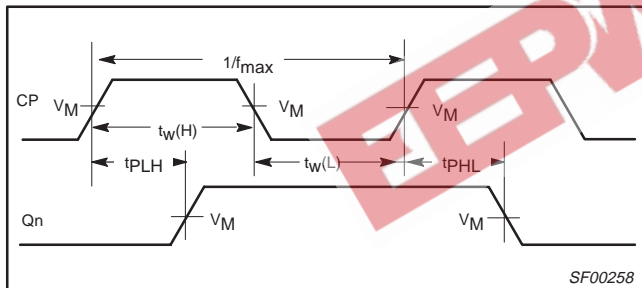 1/fmax
CP VM VM VM
tw(H)
tPLH tw(L) tPHL
Qn VM VM
SF00258